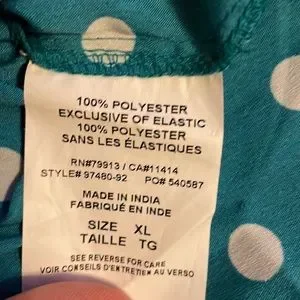 100% POLYESTER
EXCLUSIVE OF ELASTIC
100% POLYESTER
SANS LES ÉLASTIQUES
RN#79913 / CA#11414
STYLE# 97480-92 PO# 540587
MADE IN INDIA
FABRIQUÉ EN INDE
SIZE XL
TAILLE TG
SEE REVERSE FOR CARE
VOIR CONSEILS D'ENTRETIEN AU VERSO